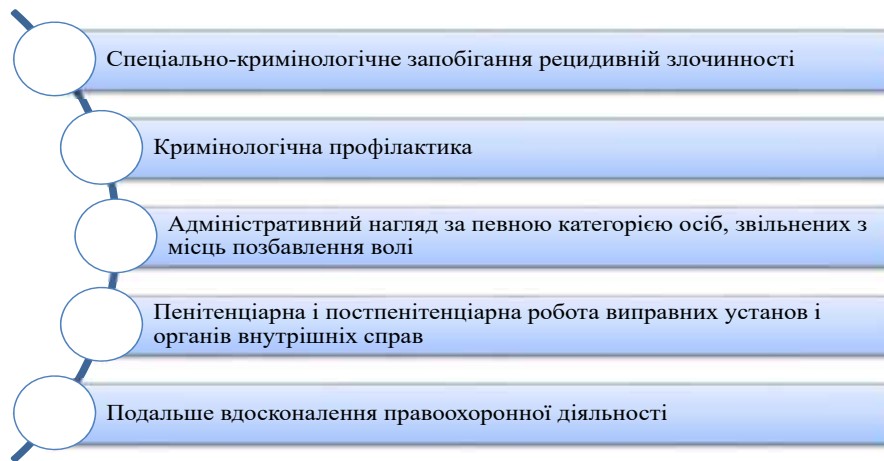 Спеціально-кримінологічне запобігання рецидивній злочинності
Кримінологічна профілактика
Адміністративний нагляд за певною категорією осіб, звільнених з
місць позбавлення волі
Пенітенціарна і постпенітенціарна робота виправних установ і
органів внутрішніх справ
Подальше вдосконалення правоохоронної діяльності